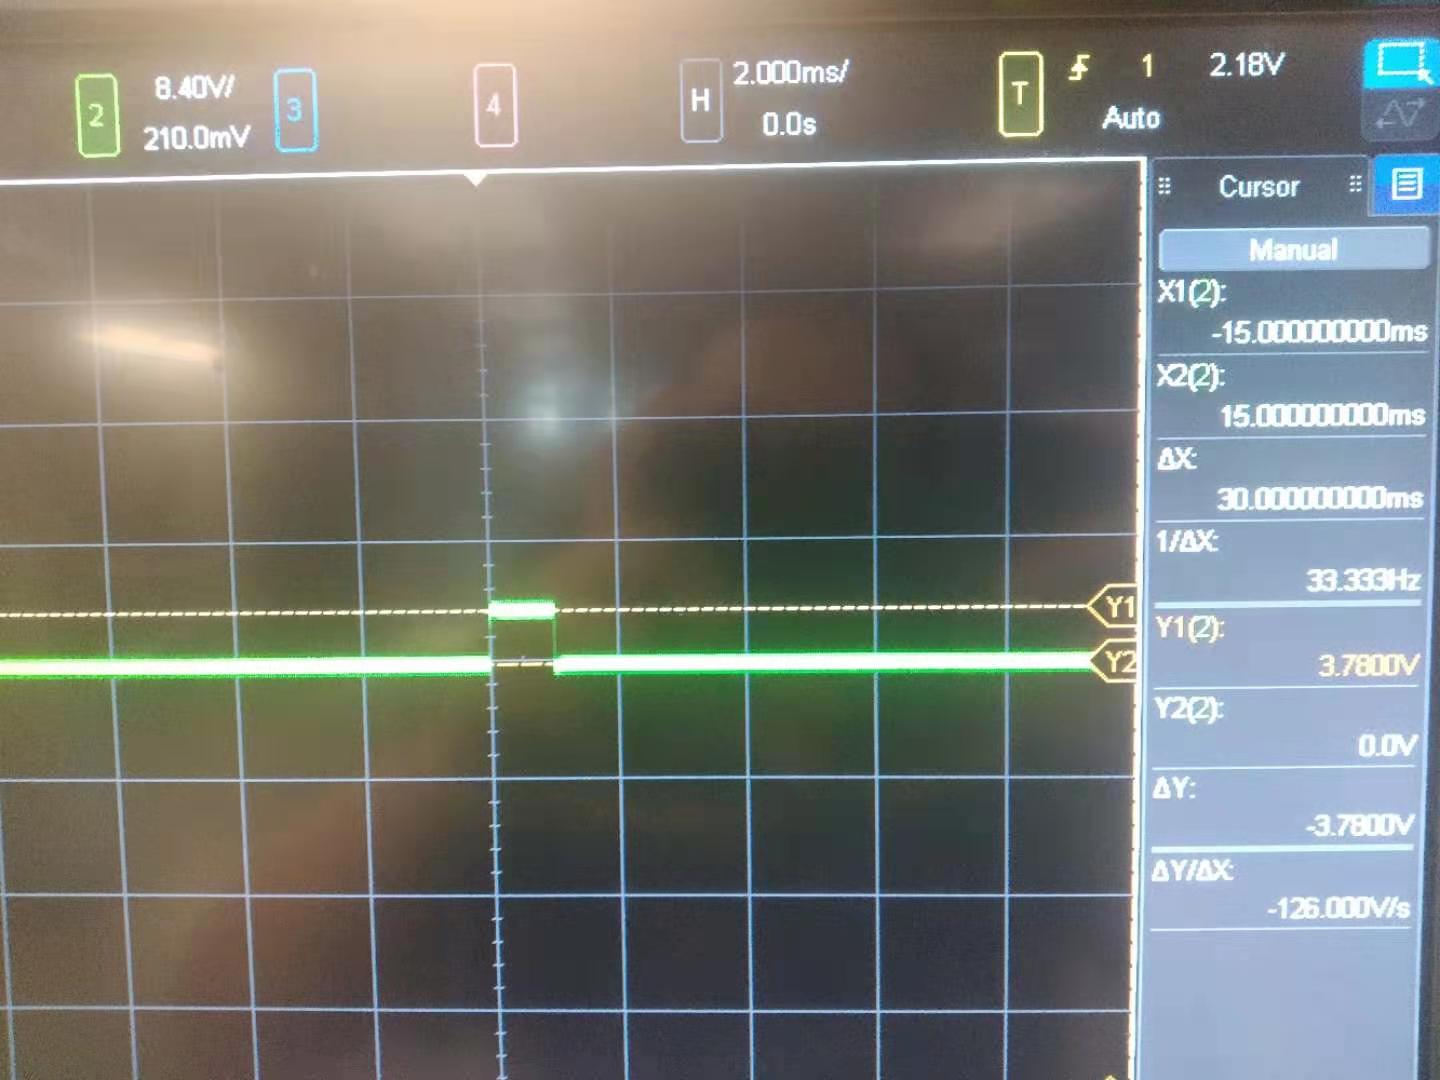 2
8.40V/
210.0mV
3
4
H
2.000ms/
0.0s
T
1
2.18V
Auto
Cursor
Manual
X1(2):
-15.000000000ms
X2(2):
15.000000000ms
ΔX:
30.000000000ms
1/ΔX:
33.333Hz
Y1(2):
3.7800V
Y2(2):
0.0V
ΔY:
-3.7800V
ΔY/ΔX:
-126.000V/s
Y1
Y2